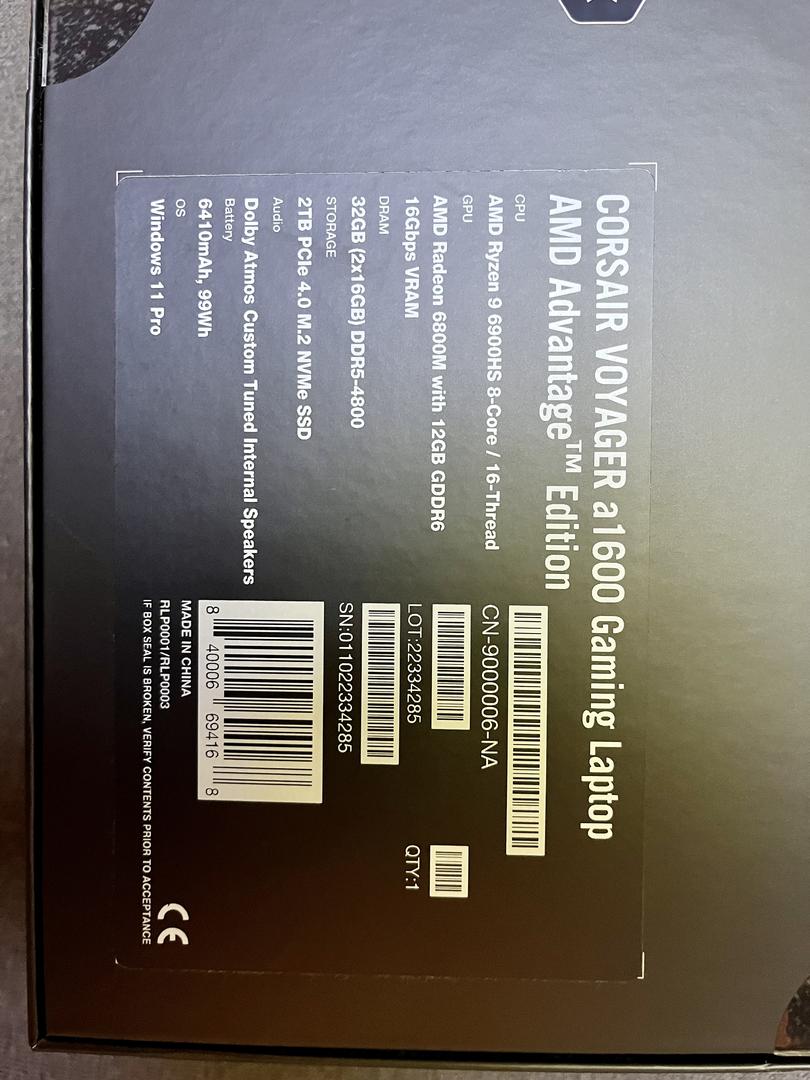 CORSAIR VOYAGER a1600 Gaming Laptop
AMD Advantage™ Edition
CPU
AMD Ryzen 9 6900HS 8-Core / 16-Thread
GPU
AMD Radeon 6800M with 12GB GDDR6
16Gbps VRAM
DRAM
32GB (2x16GB) DDR5-4800
STORAGE
2TB PCIe 4.0 M.2 NVMe SSD
Audio
Dolby Atmos Custom Tuned Internal Speakers
Battery
6410mAh, 99Wh
OS
Windows 11 Pro
CN-9000006-NA
LOT:22334285
QTY:1
SN:011022334285
8 40006 69416 8
MADE IN CHINA
RLP0001/RLP0003
IF BOX SEAL IS BROKEN, VERIFY CONTENTS PRIOR TO ACCEPTANCE
CE